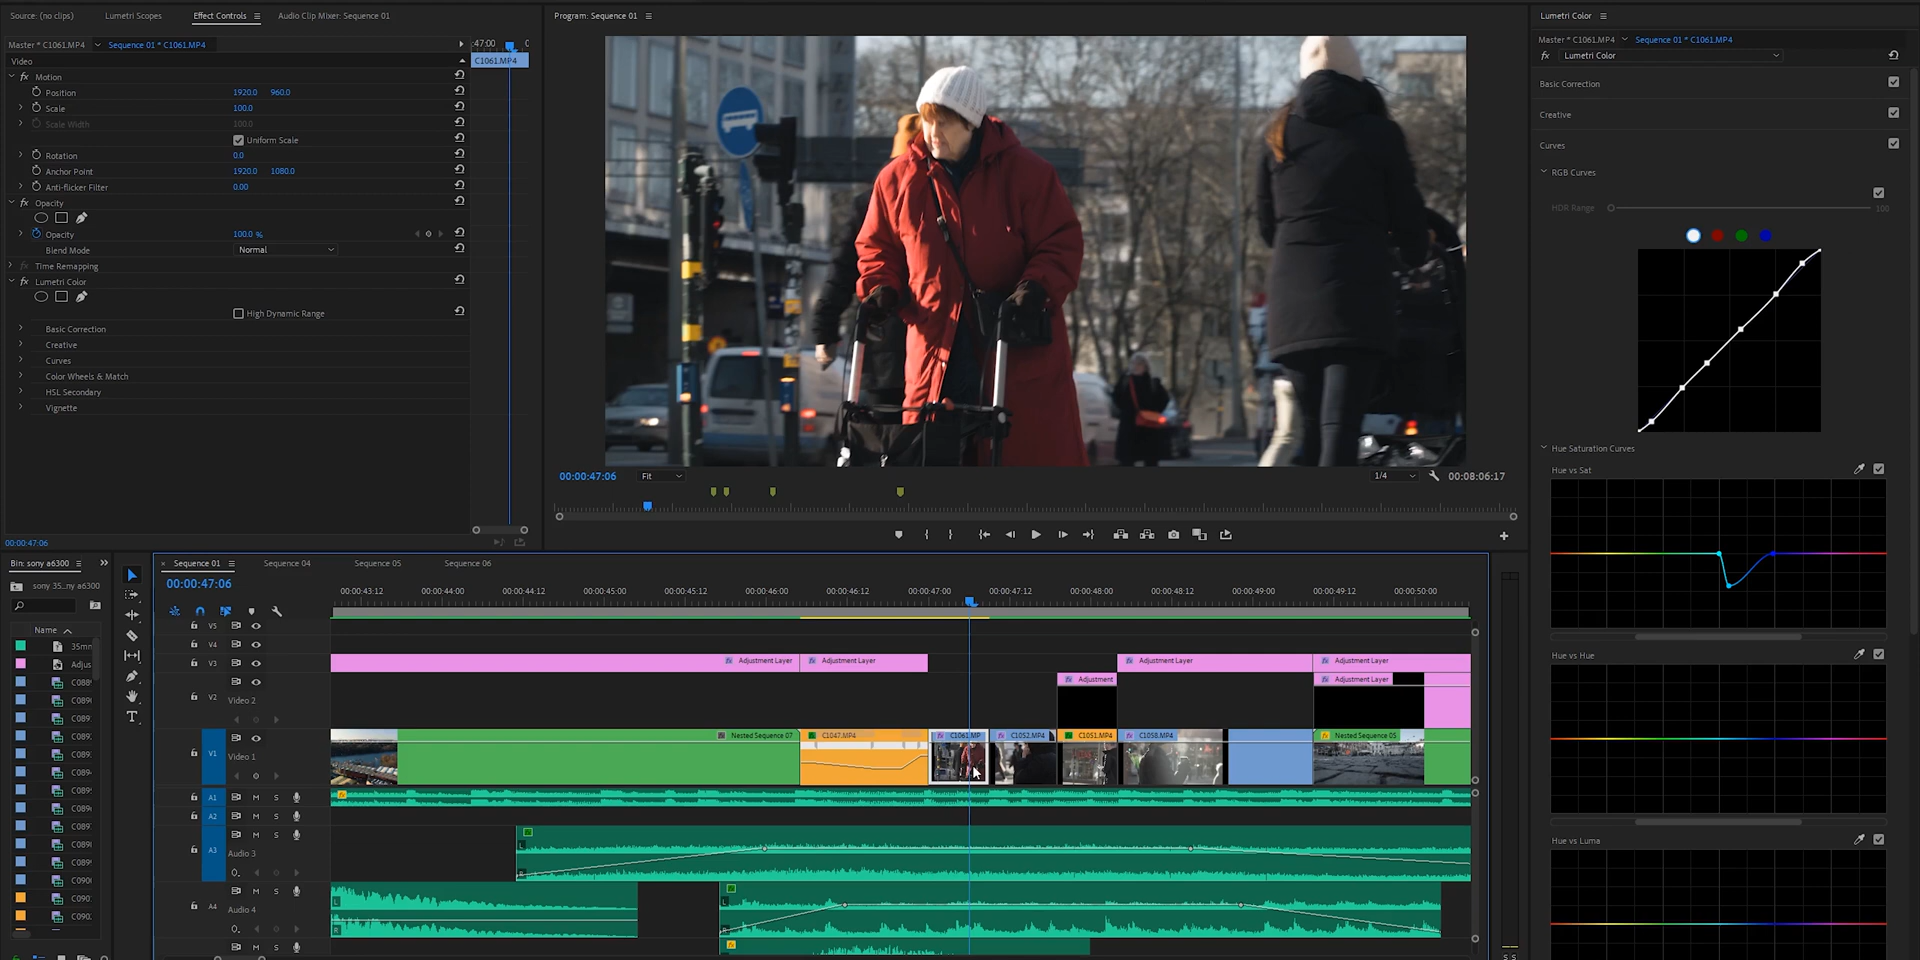 Source: (no clips) Lumetri Scopes Effect Controls Audio Clip Mixer: Sequence 01
Master * C1061.MP4 Sequence 01 * C1061.MP4
:47:00 0
Video
C1061.MP4
Motion
Position 1920.0 960.0
Scale 100.0
Scale Width 100.0
Uniform Scale
Rotation 0.0
Anchor Point 1920.0 1080.0
Anti-flicker Filter 0.00
Opacity
Opacity 100.0 %
Blend Mode Normal
Time Remapping
Lumetri Color
High Dynamic Range
Basic Correction
Creative
Curves
Color Wheels & Match
HSL Secondary
Vignette
00:00:47:06
Program: Sequence 01
00:00:47:06 Fit 1/4 00:08:06:17
Lumetri Color
Master * C1061.MP4 Sequence 01 * C1061.MP4
fx Lumetri Color
Basic Correction
Creative
Curves
RGB Curves
HDR Range 100
Hue Saturation Curves
Hue vs Sat
Hue vs Hue
Hue vs Luma
Bin: sony a6300
sony 35...ny a6300
Name
35mm
Adjus
C088
C089
C089
C089
C089
C089
C089
C089
C089
C089
C089
C090
C090
C090
Sequence 01 Sequence 04 Sequence 05 Sequence 06
00:00:47:06
00:00:43:12 00:00:44:00 00:00:44:12 00:00:45:00 00:00:45:12 00:00:46:00 00:00:46:12 00:00:47:00 00:00:47:12 00:00:48:00 00:00:48:12 00:00:49:00 00:00:49:12 00:00:50:00
V5
V4
V3 Adjustment Layer Adjustment Layer Adjustment Layer Adjustment Layer
Adjustment Adjustment Layer
V2 Video 2
Nested Sequence 07 C1047.MP4 C1061.MP C1052.MP4 C1051.MP4 C1058.MP4 Nested Sequence 05
V1 Video 1
A1 M S
A2 M S
M S
A3 Audio 3
L
R
M S
A4 Audio 4
L
R
L
R
M S
S S